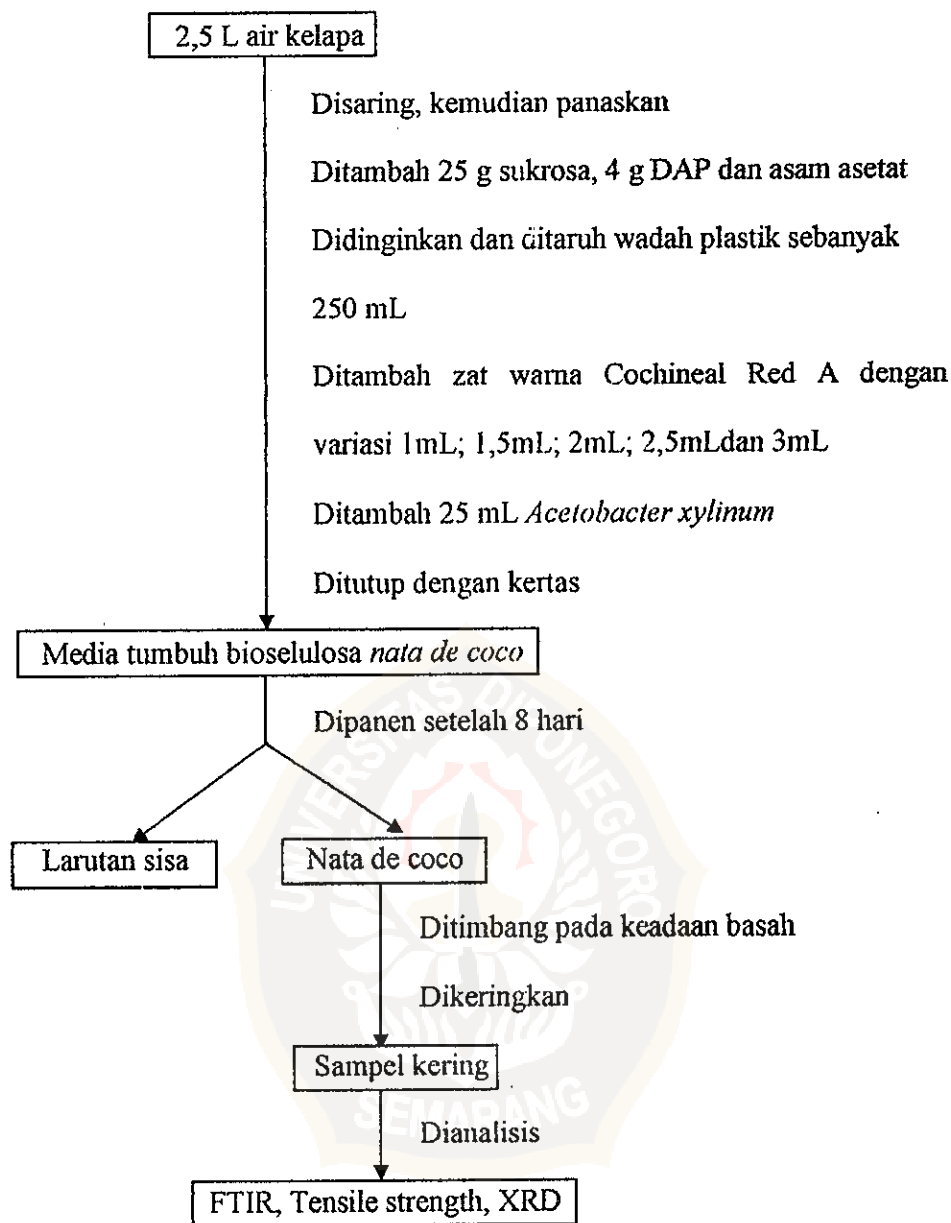 2,5 L air kelapa
Disaring, kemudian panaskan
Ditambah 25 g sukrosa, 4 g DAP dan asam asetat
Didinginkan dan ditaruh wadah plastik sebanyak
250 mL
Ditambah zat warna Cochineal Red A dengan
variasi 1mL; 1,5mL; 2mL; 2,5mLdan 3mL
Ditambah 25 mL Acetobacter xylinum
Ditutup dengan kertas
Media tumbuh bioselulosa nata de coco
Dipanen setelah 8 hari
Larutan sisa
Nata de coco
Ditimbang pada keadaan basah
Dikeringkan
Sampel kering
Dianalisis
FTIR, Tensile strength, XRD
UNIVERSITAS DIPONEGORO
SEMARANG